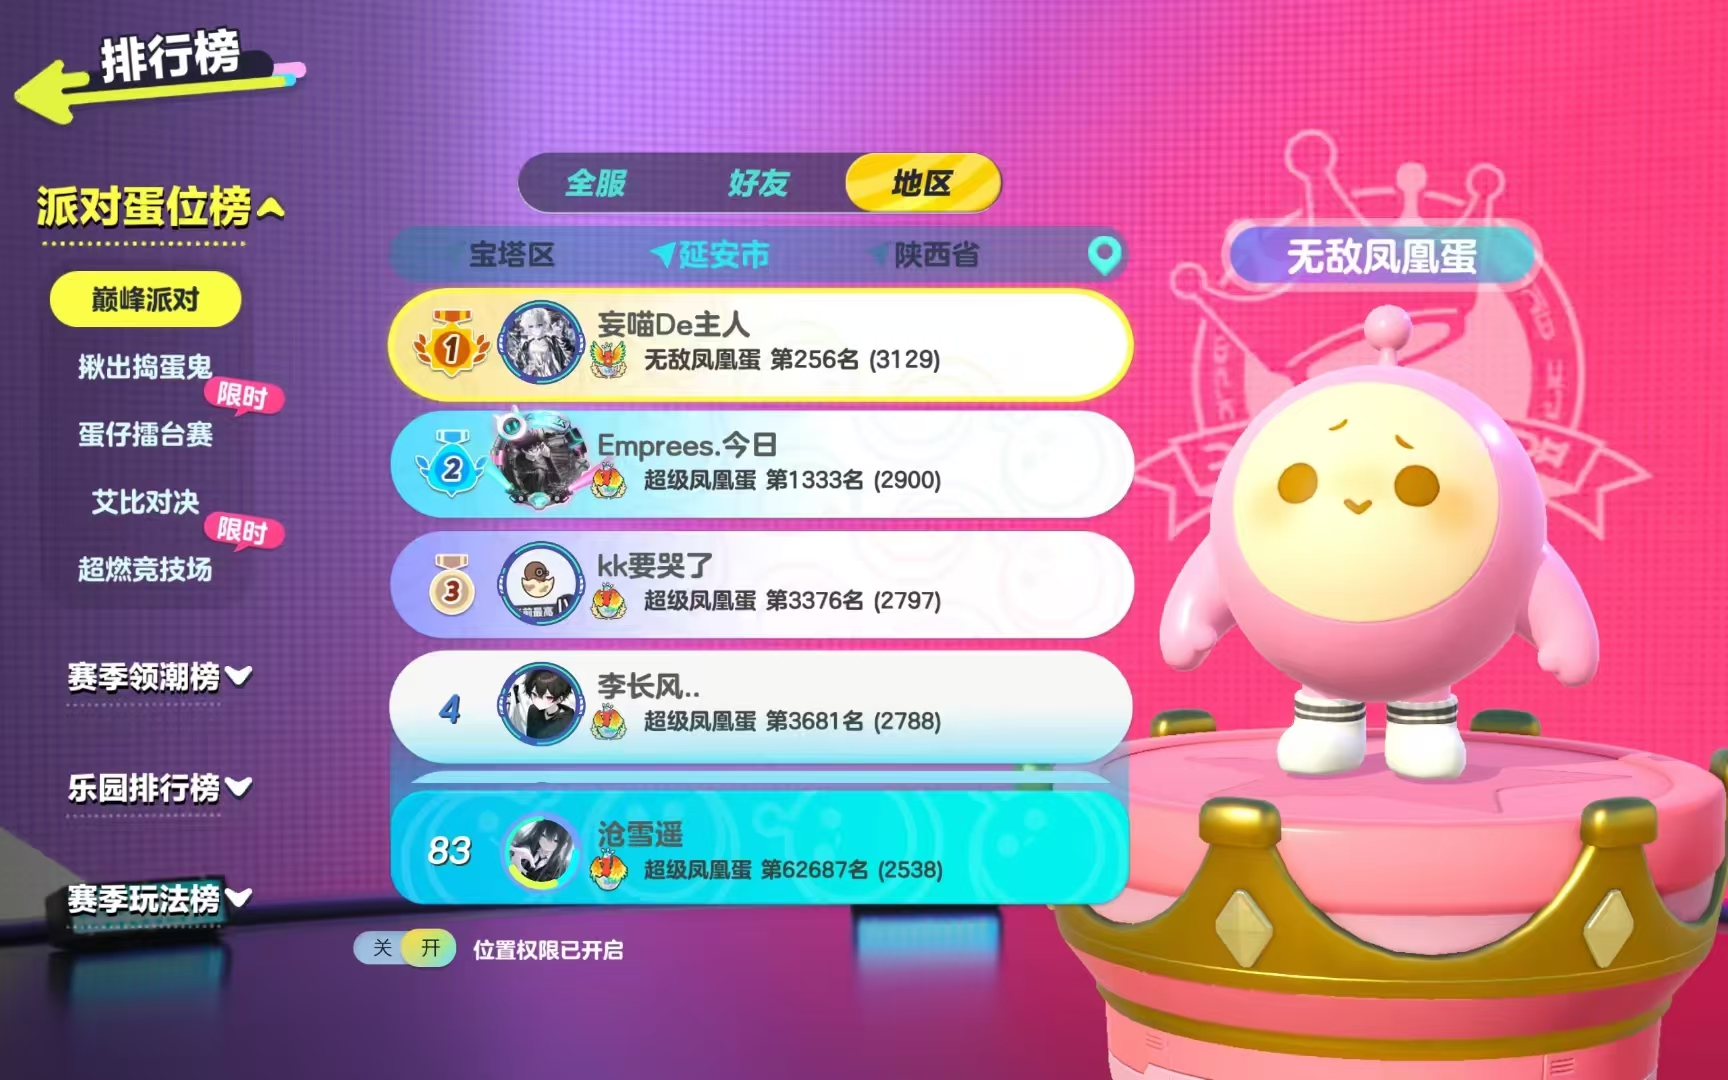 排行榜
派对蛋位榜
巅峰派对
揪出捣蛋鬼
限时
蛋仔擂台赛
艾比对决
限时
超燃竞技场
赛季领潮榜
乐园排行榜
赛季玩法榜
全服 好友 地区
宝塔区 延安市 陕西省
1 妄喵De主人
无敌凤凰蛋 第256名 (3129)
2 Emprees.今日
超级凤凰蛋 第1333名 (2900)
3 kk要哭了
超级凤凰蛋 第3376名 (2797)
4 李长风..
超级凤凰蛋 第3681名 (2788)
83 沧雪遥
超级凤凰蛋 第62687名 (2538)
关 开 位置权限已开启
无敌凤凰蛋